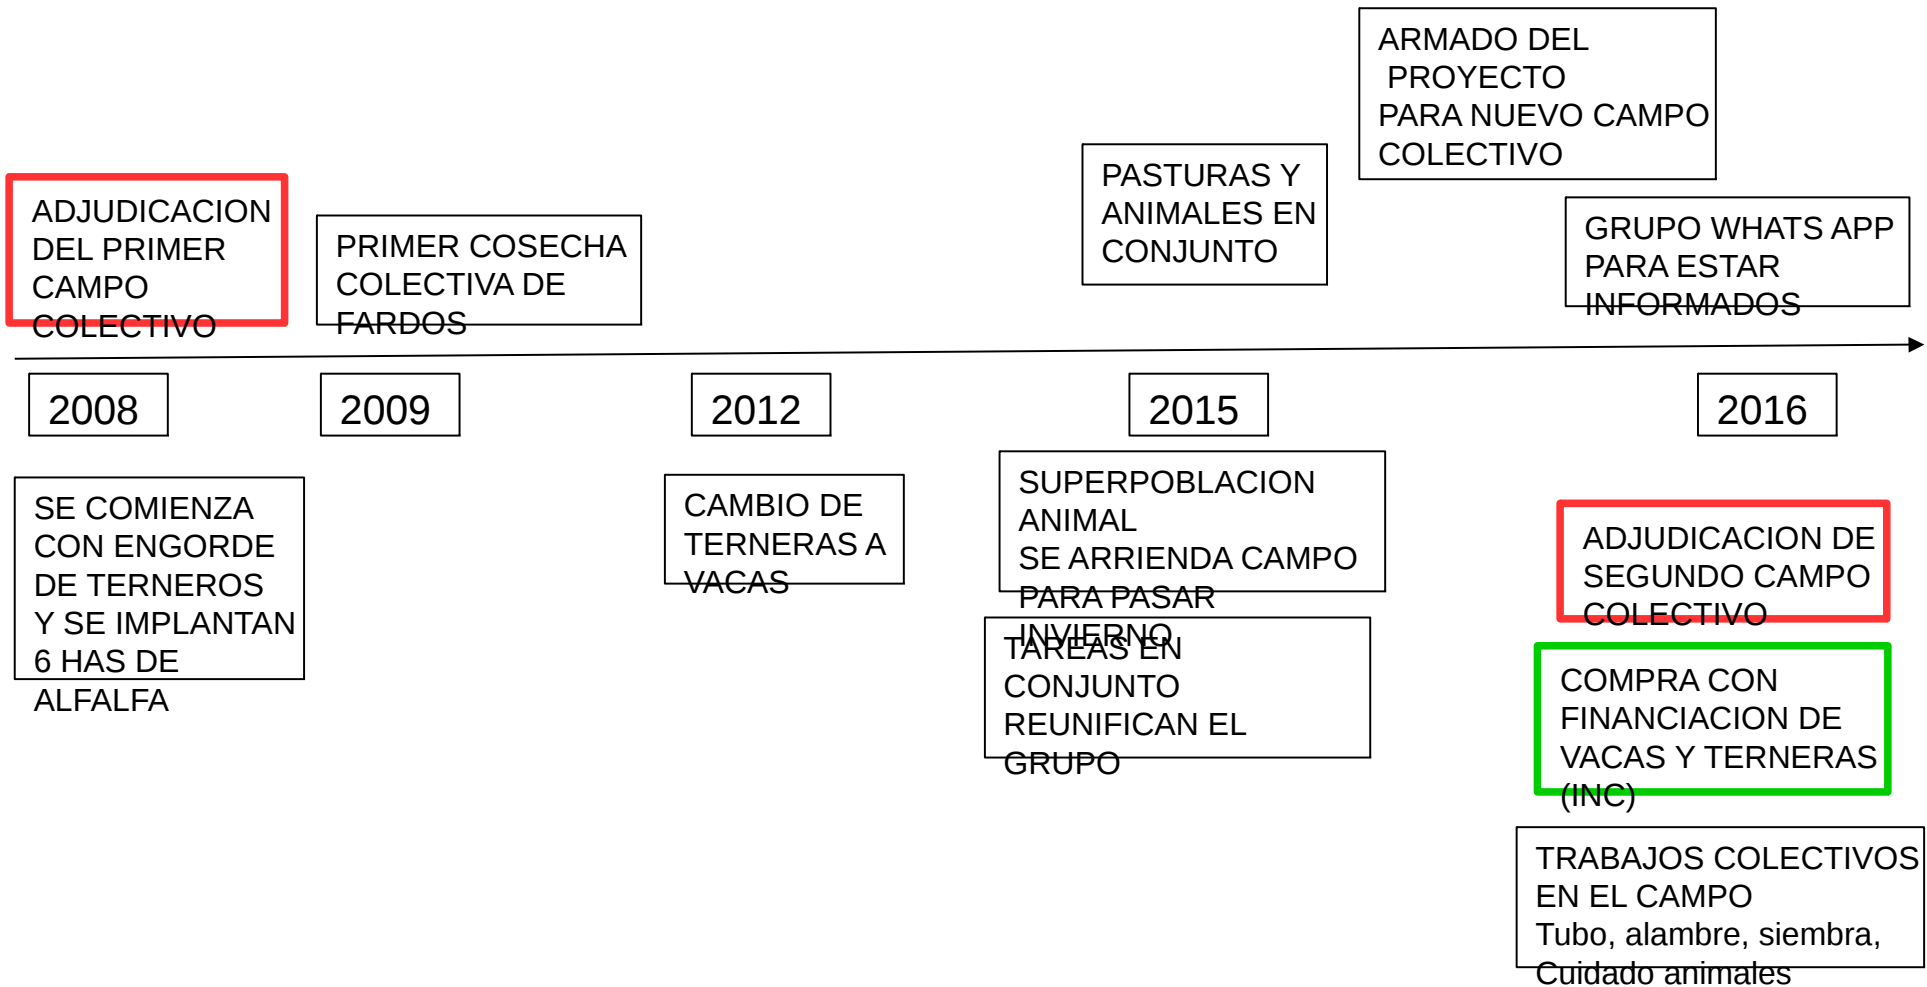 ARMADO DEL
PROYECTO
PARA NUEVO CAMPO
COLECTIVO
PASTURAS Y
ANIMALES EN
CONJUNTO
ADJUDICACION
DEL PRIMER
CAMPO
COLECTIVO
PRIMER COSECHA
COLECTIVA DE
FARDOS
GRUPO WHATS APP
PARA ESTAR
INFORMADOS
2008
2009
2012
2015
2016
SE COMIENZA
CON ENGORDE
DE TERNEROS
Y SE IMPLANTAN
6 HAS DE
ALFALFA
CAMBIO DE
TERNERAS A
VACAS
SUPERPOBLACION
ANIMAL
SE ARRIENDA CAMPO
PARA PASAR
INVIERNO
TAREAS EN
CONJUNTO
REUNIFICAN EL
GRUPO
ADJUDICACION DE
SEGUNDO CAMPO
COLECTIVO
COMPRA CON
FINANCIACION DE
VACAS Y TERNERAS
(INC)
TRABAJOS COLECTIVOS
EN EL CAMPO
Tubo, alambre, siembra,
Cuidado animales